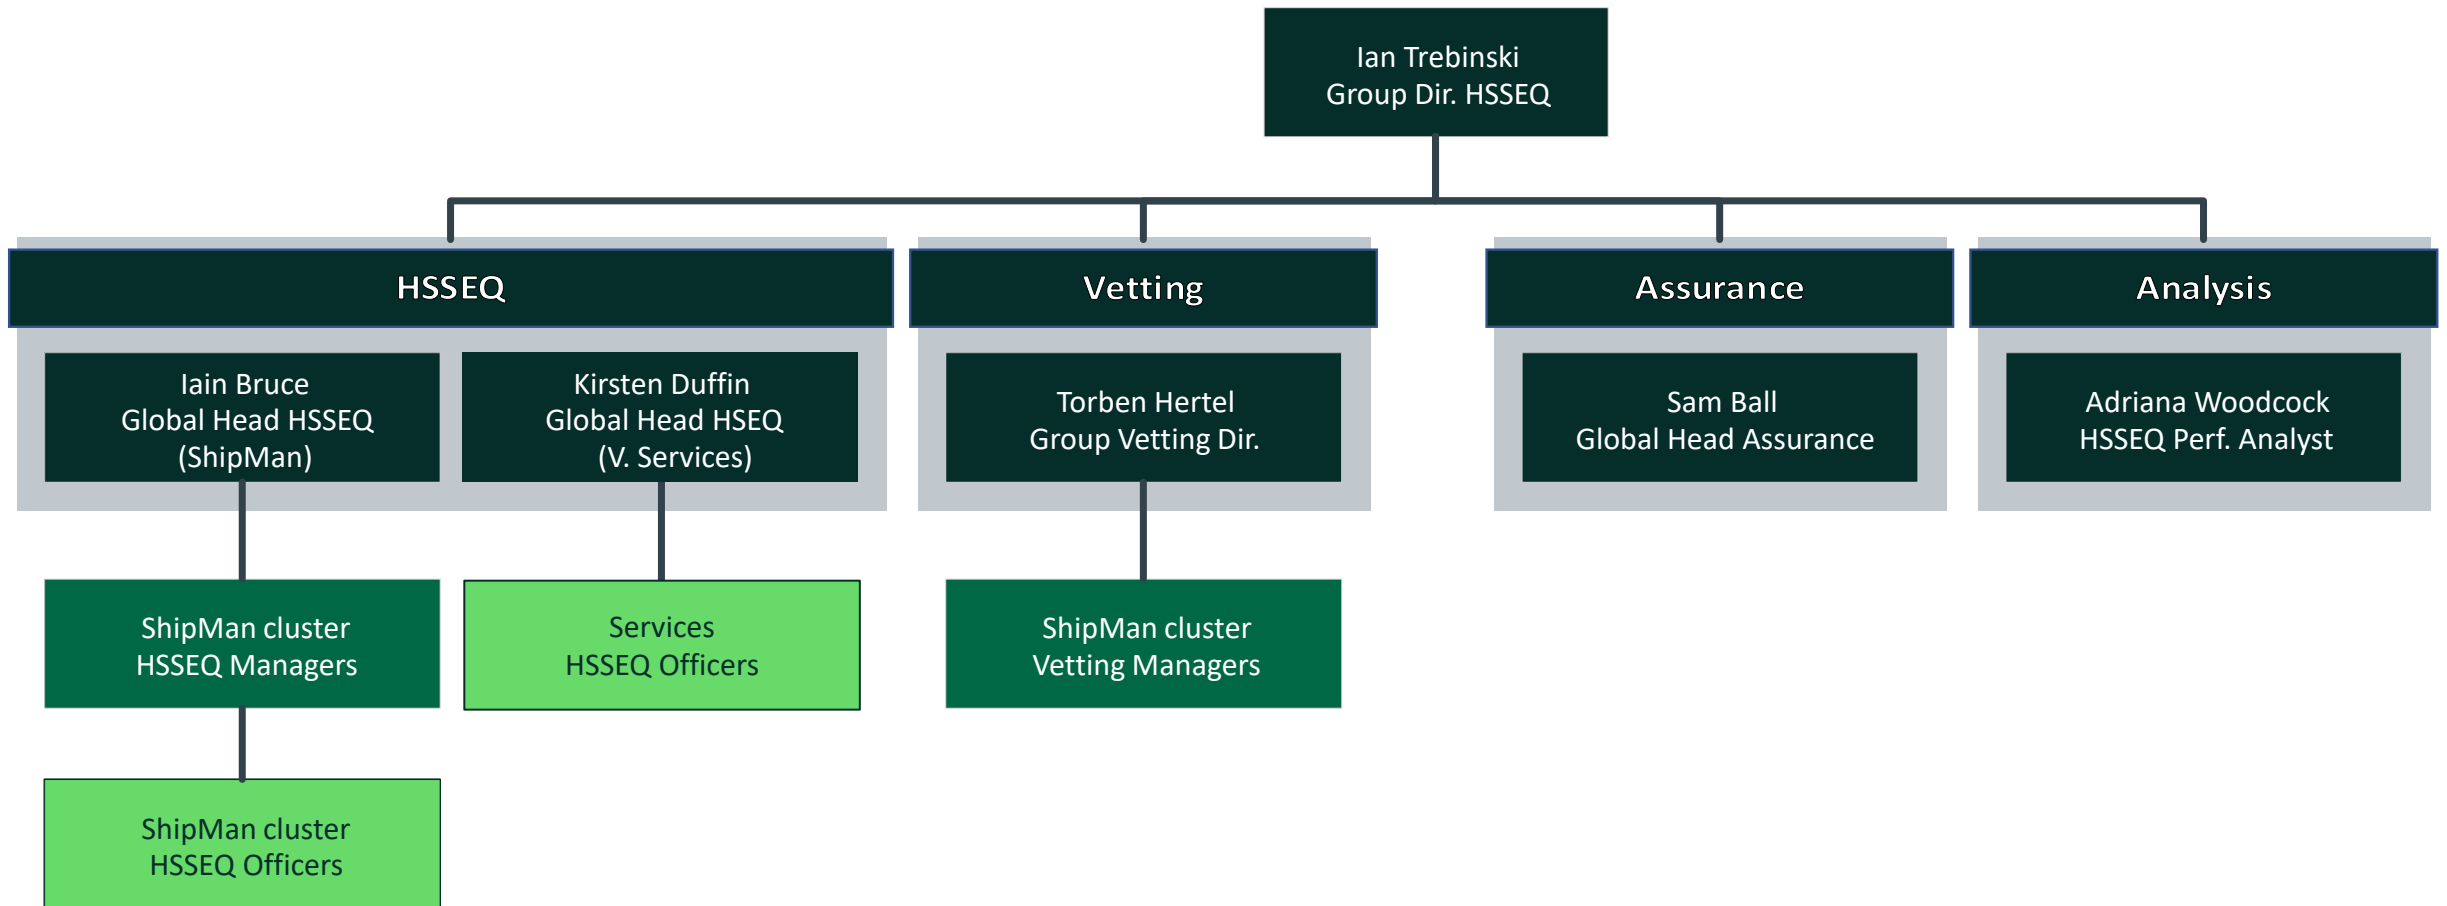 Ian Trebinski
Group Dir. HSSEQ
HSSEQ
Vetting
Assurance
Analysis
Iain Bruce
Global Head HSSEQ
(ShipMan)
Kirsten Duffin
Global Head HSEQ
(V. Services)
Torben Hertel
Group Vetting Dir.
Sam Ball
Global Head Assurance
Adriana Woodcock
HSSEQ Perf. Analyst
ShipMan cluster
HSSEQ Managers
Services
HSSEQ Officers
ShipMan cluster
Vetting Managers
ShipMan cluster
HSSEQ Officers